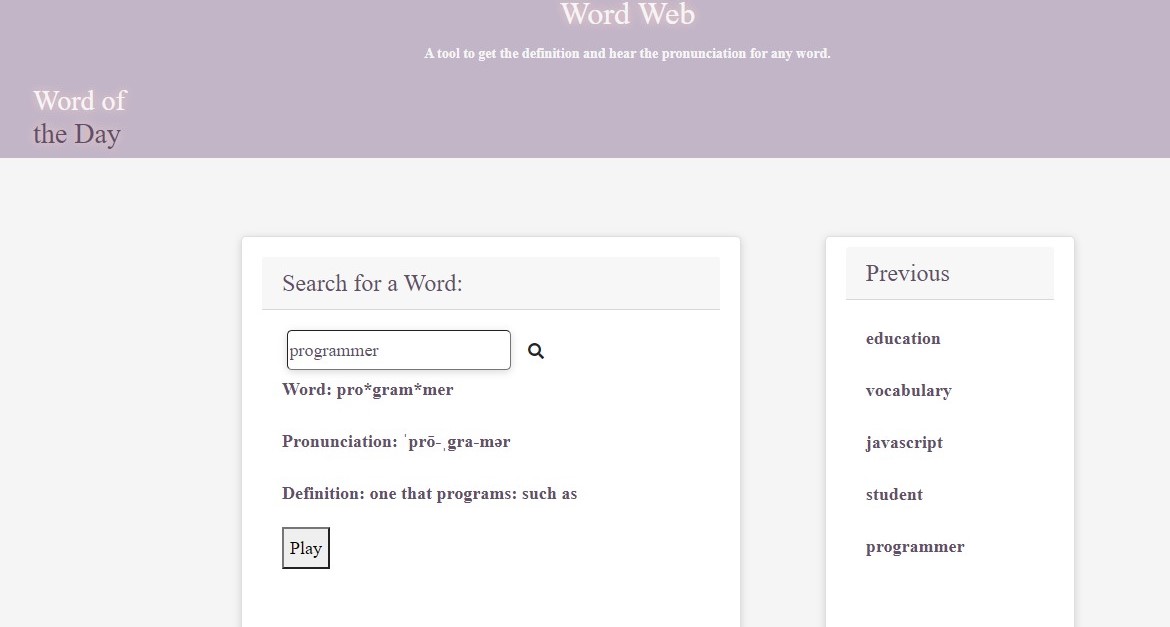 Word Web
A tool to get the definition and hear the pronunciation for any word.
Word of
the Day
Search for a Word:
programmer
Word: pro*gram*mer
Pronunciation: ˈprō-ˌgra-mər
Definition: one that programs: such as
Play
Previous
education
vocabulary
javascript
student
programmer